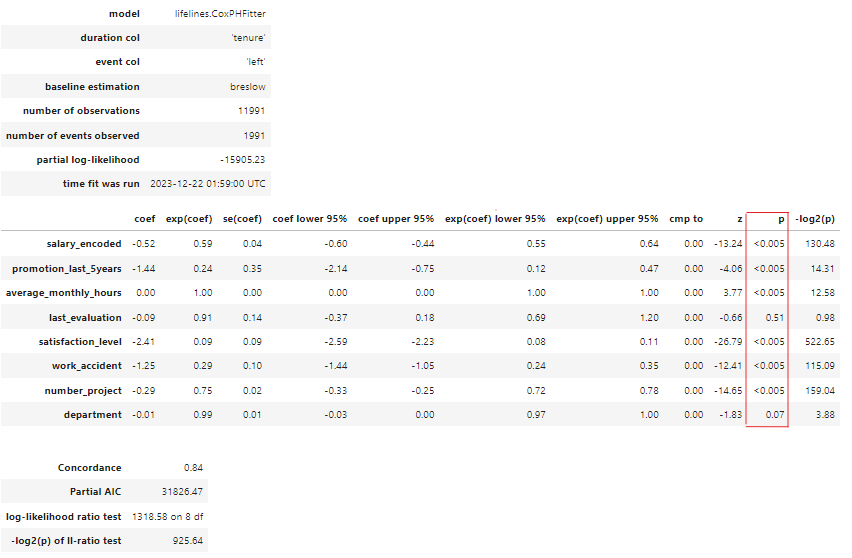 model lifelines.CoxPHFitter
duration col 'tenure'
event col 'left'
baseline estimation breslow
number of observations 11991
number of events observed 1991
partial log-likelihood -15905.23
time fit was run 2023-12-22 01:59:00 UTC
coef exp(coef) se(coef) coef lower 95% coef upper 95% exp(coef) lower 95% exp(coef) upper 95% cmp to z p -log2(p)
salary_encoded -0.52 0.59 0.04 -0.60 -0.44 0.55 0.64 0.00 -13.24 <0.005 130.48
promotion_last_5years -1.44 0.24 0.35 -2.14 -0.75 0.12 0.47 0.00 -4.06 <0.005 14.31
average_monthly_hours 0.00 1.00 0.00 0.00 0.00 1.00 1.00 0.00 3.77 <0.005 12.58
last_evaluation -0.09 0.91 0.14 -0.37 0.18 0.69 1.20 0.00 -0.66 0.51 0.98
satisfaction_level -2.41 0.09 0.09 -2.59 -2.23 0.08 0.11 0.00 -26.79 <0.005 522.65
work_accident -1.25 0.29 0.10 -1.44 -1.05 0.24 0.35 0.00 -12.41 <0.005 115.09
number_project -0.29 0.75 0.02 -0.33 -0.25 0.72 0.78 0.00 -14.65 <0.005 159.04
department -0.01 0.99 0.01 -0.03 0.00 0.97 1.00 0.00 -1.83 0.07 3.88
Concordance 0.84
Partial AIC 31826.47
log-likelihood ratio test 1318.58 on 8 df
-log2(p) of ll-ratio test 925.64